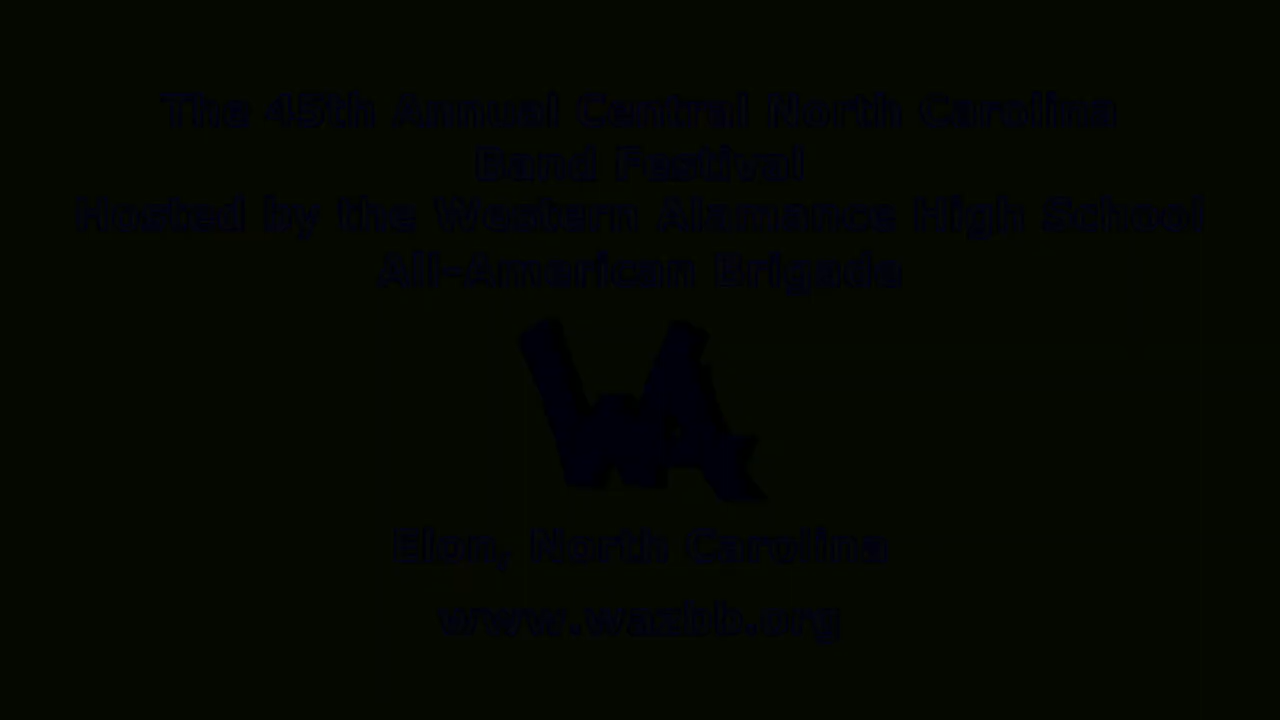 The 45th Annual Central North Carolina
Band Festival
Hosted by the Western Alamance High School
All-American Brigade
WA
Elon, North Carolina